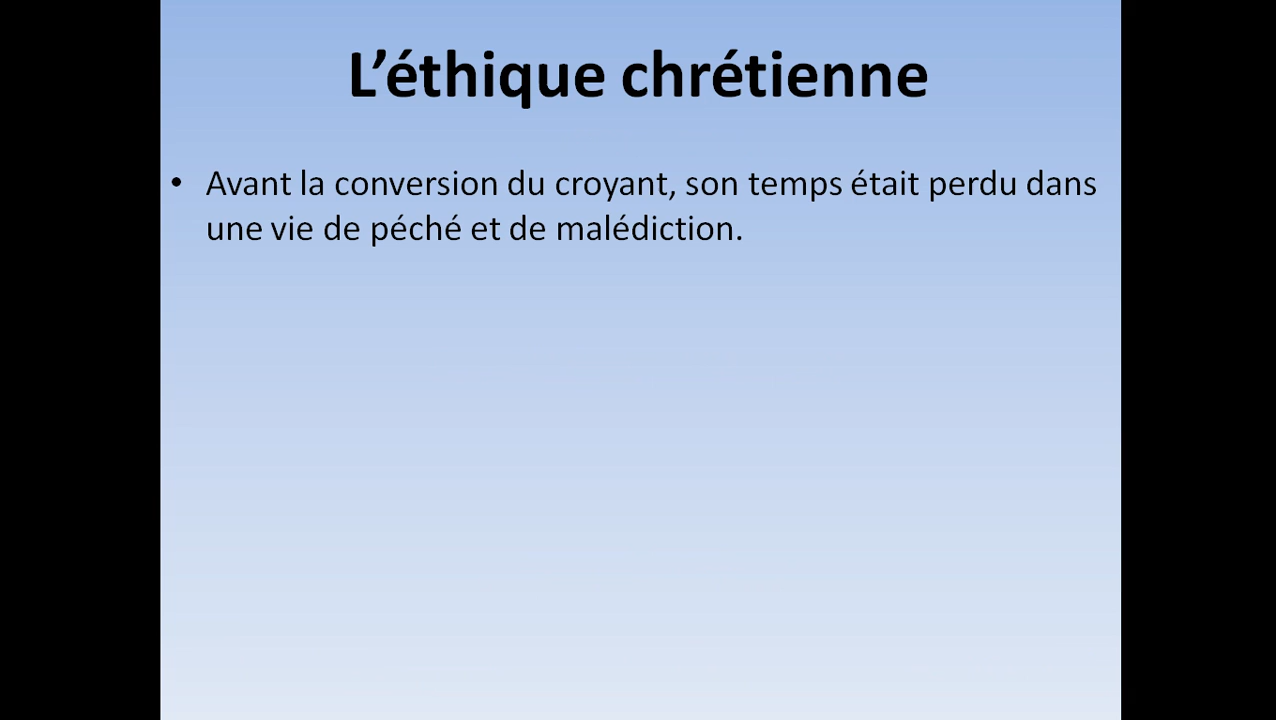 L’éthique chrétienne
• Avant la conversion du croyant, son temps était perdu dans
une vie de péché et de malédiction.